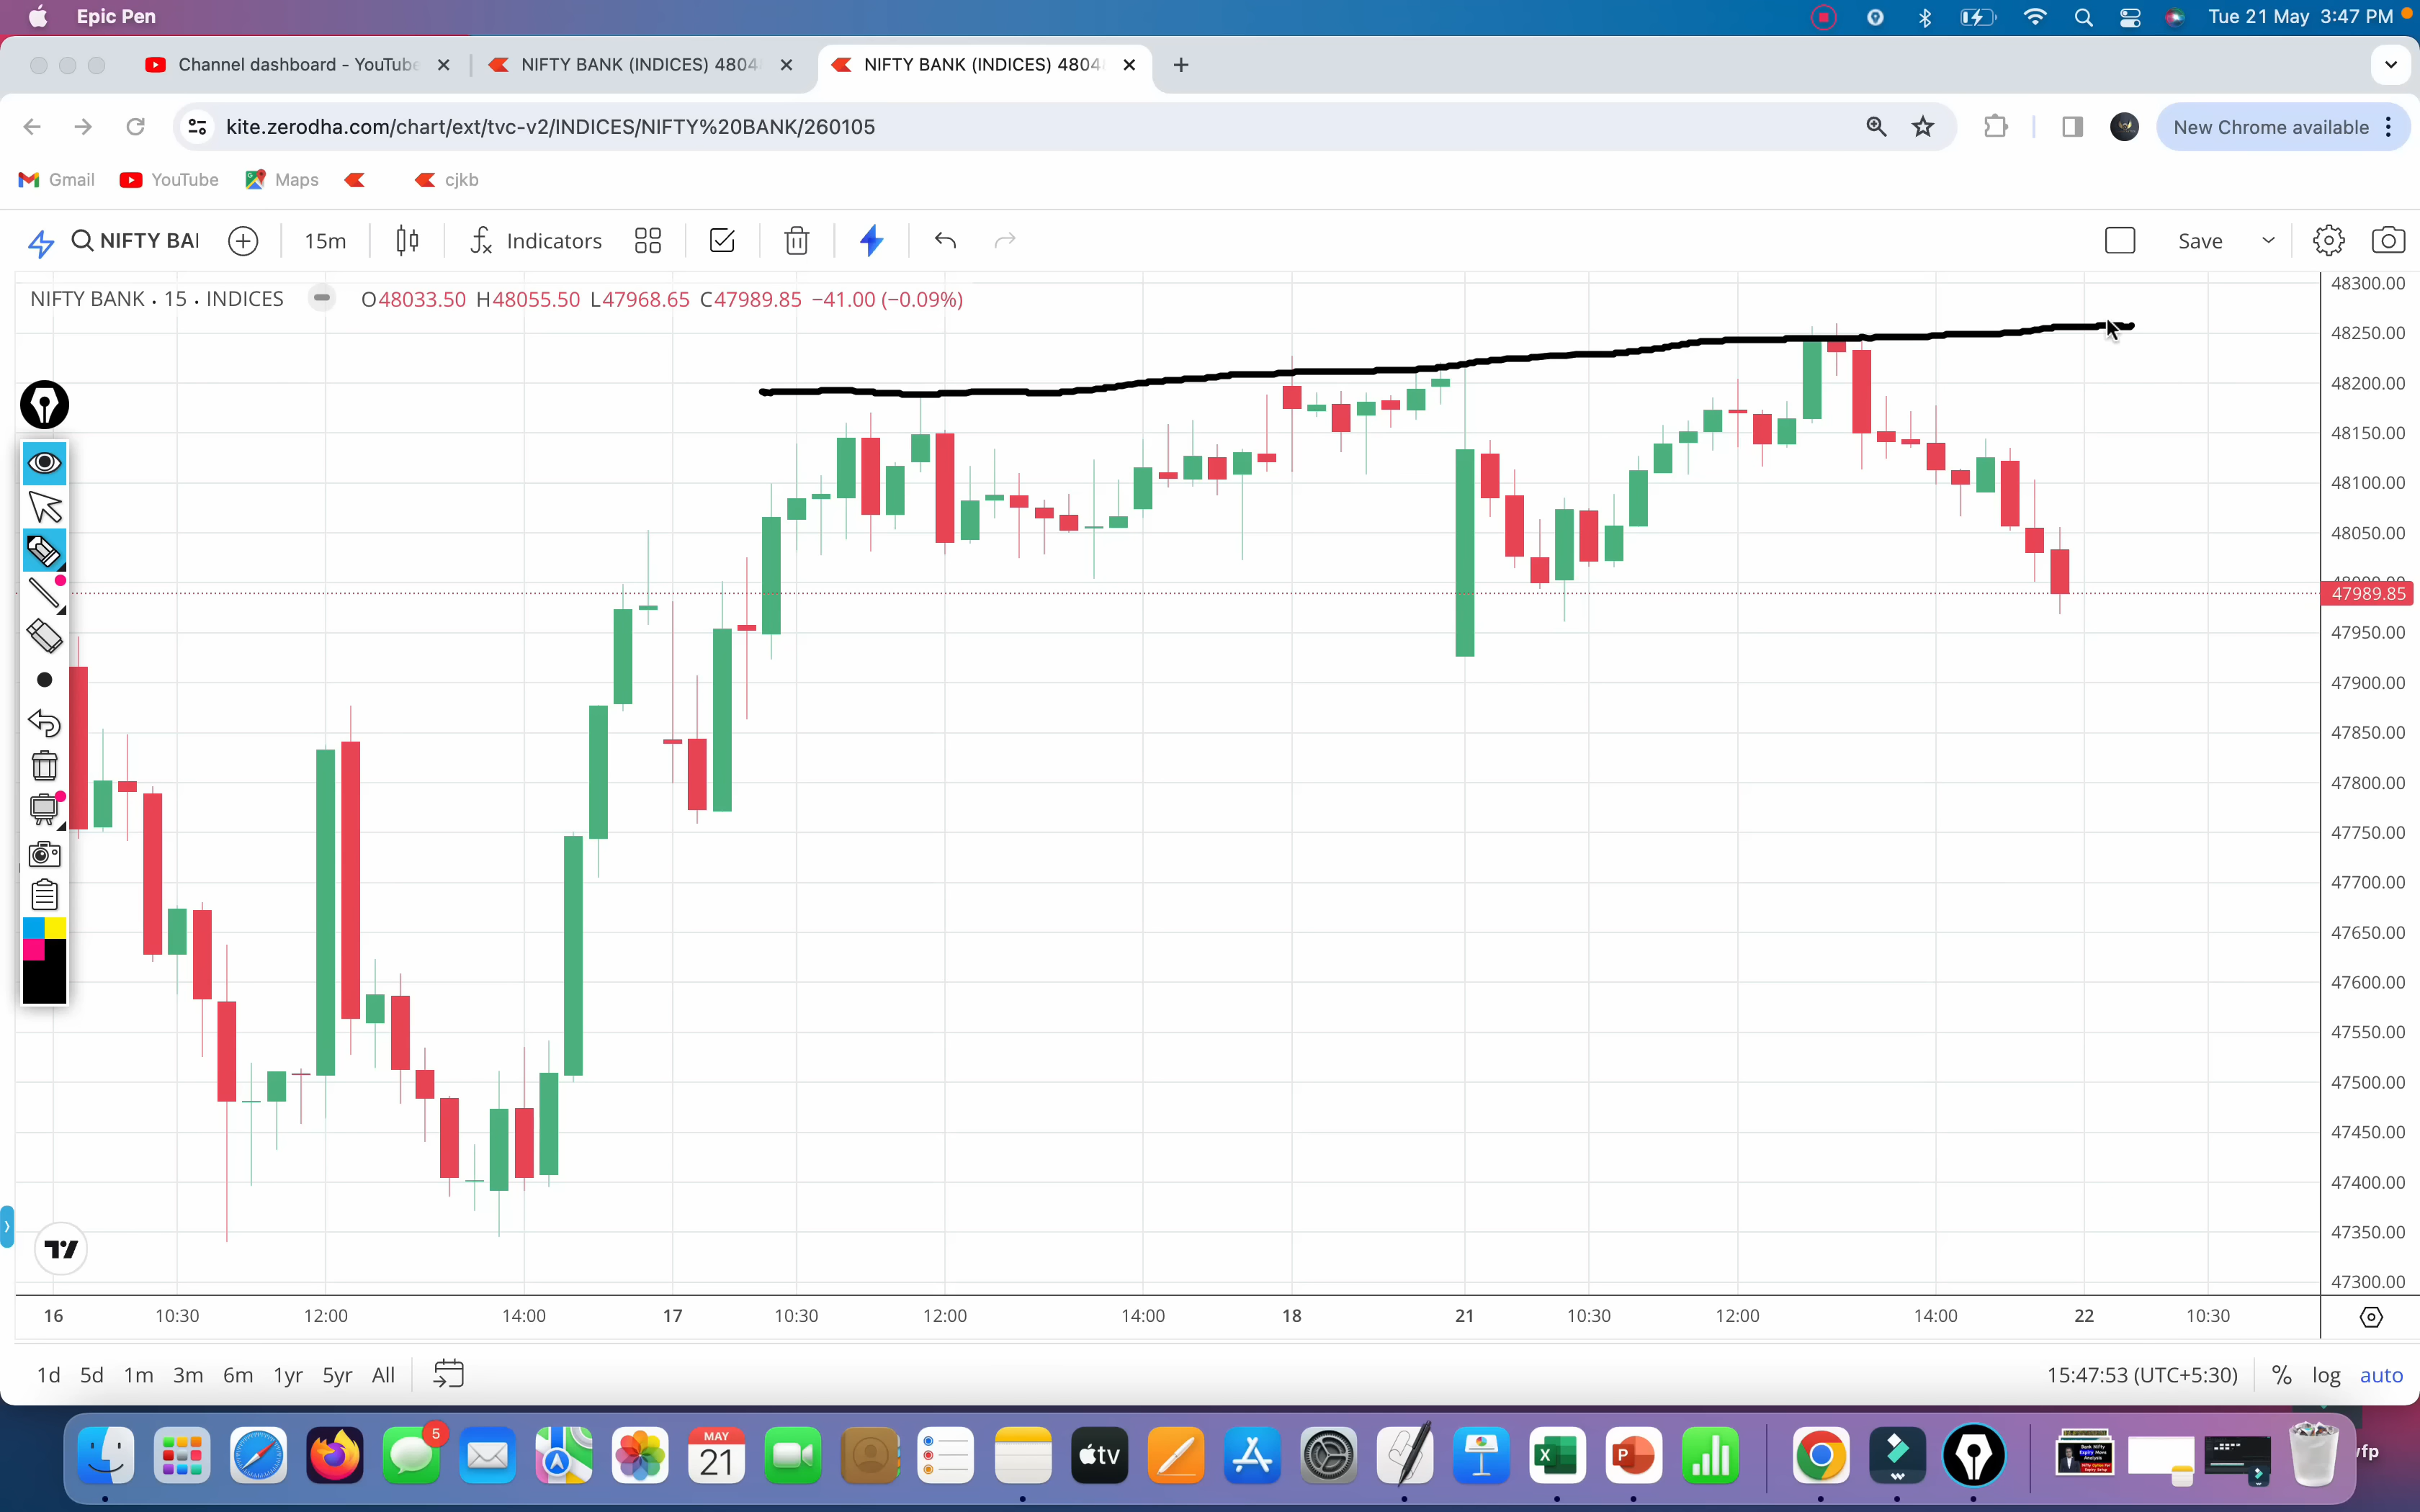 Epic Pen
Tue 21 May 3:47 PM
Channel dashboard - YouTube
NIFTY BANK (INDICES) 4804
NIFTY BANK (INDICES) 4804
kite.zerodha.com/chart/ext/tvc-v2/INDICES/NIFTY%20BANK/260105
New Chrome available
Gmail YouTube Maps cjkb
NIFTY BAI 15m Indicators Save
NIFTY BANK · 15 · INDICES O48033.50 H48055.50 L47968.65 C47989.85 −41.00 (−0.09%)
48300.00
48250.00
48200.00
48150.00
48100.00
48050.00
47989.85
47950.00
47900.00
47850.00
47800.00
47750.00
47700.00
47650.00
47600.00
47550.00
47500.00
47450.00
47400.00
47350.00
47300.00
16 10:30 12:00 14:00 17 10:30 12:00 14:00 18 21 10:30 12:00 14:00 22 10:30
1d 5d 1m 3m 6m 1yr 5yr All 15:47:53 (UTC+5:30) % log auto
5
MAY
21
tv
X
P